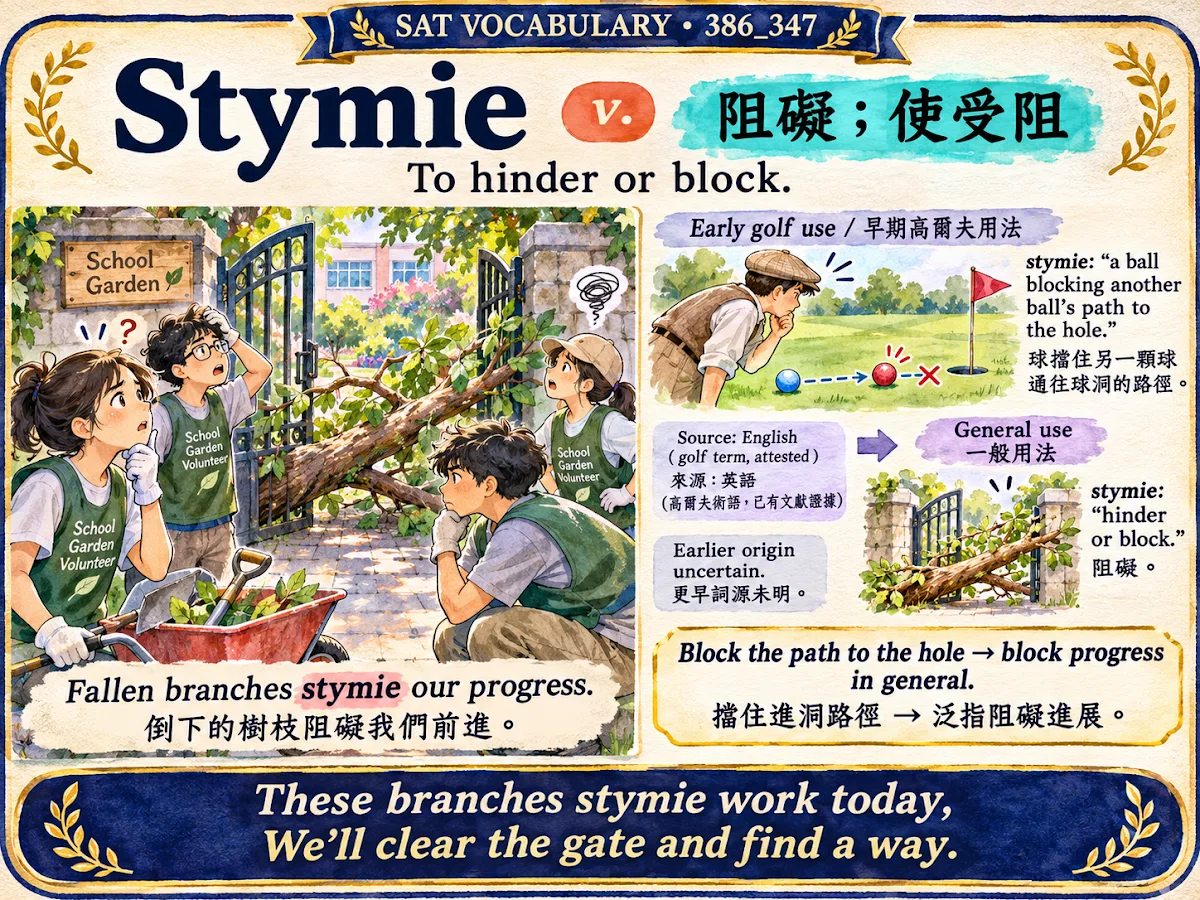 SAT VOCABULARY • 386_347
Stymie v. 阻礙；使受阻
To hinder or block.
School
Garden
?
School
Garden
Volunteer
School
Garden
Volunteer
School
Garden
Volunteer
Fallen branches stymie our progress.
倒下的樹枝阻礙我們前進。
Early golf use / 早期高爾夫用法
stymie: “a ball
blocking another
ball’s path to
the hole.”
球擋住另一顆球
通往球洞的路徑。
Source: English
(golf term, attested)
來源：英語
(高爾夫術語，已有文獻證據)
General use
一般用法
Earlier origin
uncertain.
更早詞源未明。
stymie:
“hinder
or block.”
阻礙。
Block the path to the hole → block progress
in general.
擋住進洞路徑 → 泛指阻礙進展。
These branches stymie work today,
We’ll clear the gate and find a way.